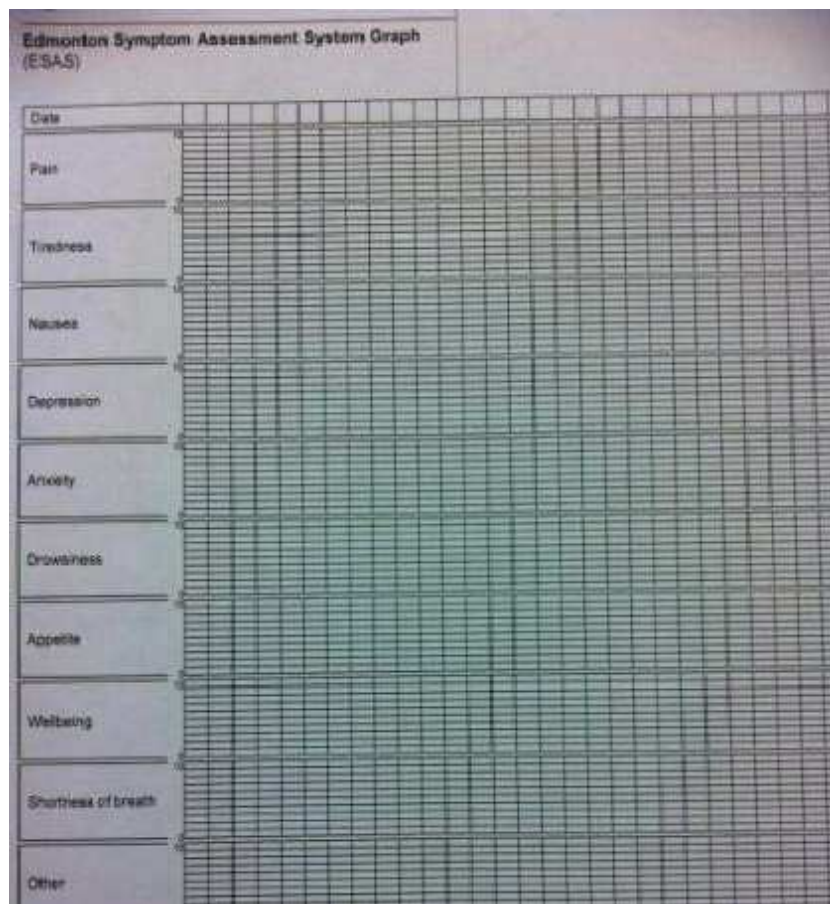 Edmonton Symptom Assessment System Graph
(ESAS)
Date
Pain
Tiredness
Nausea
Depression
Anxiety
Drowsiness
Appetite
Wellbeing
Shortness of breath
Other